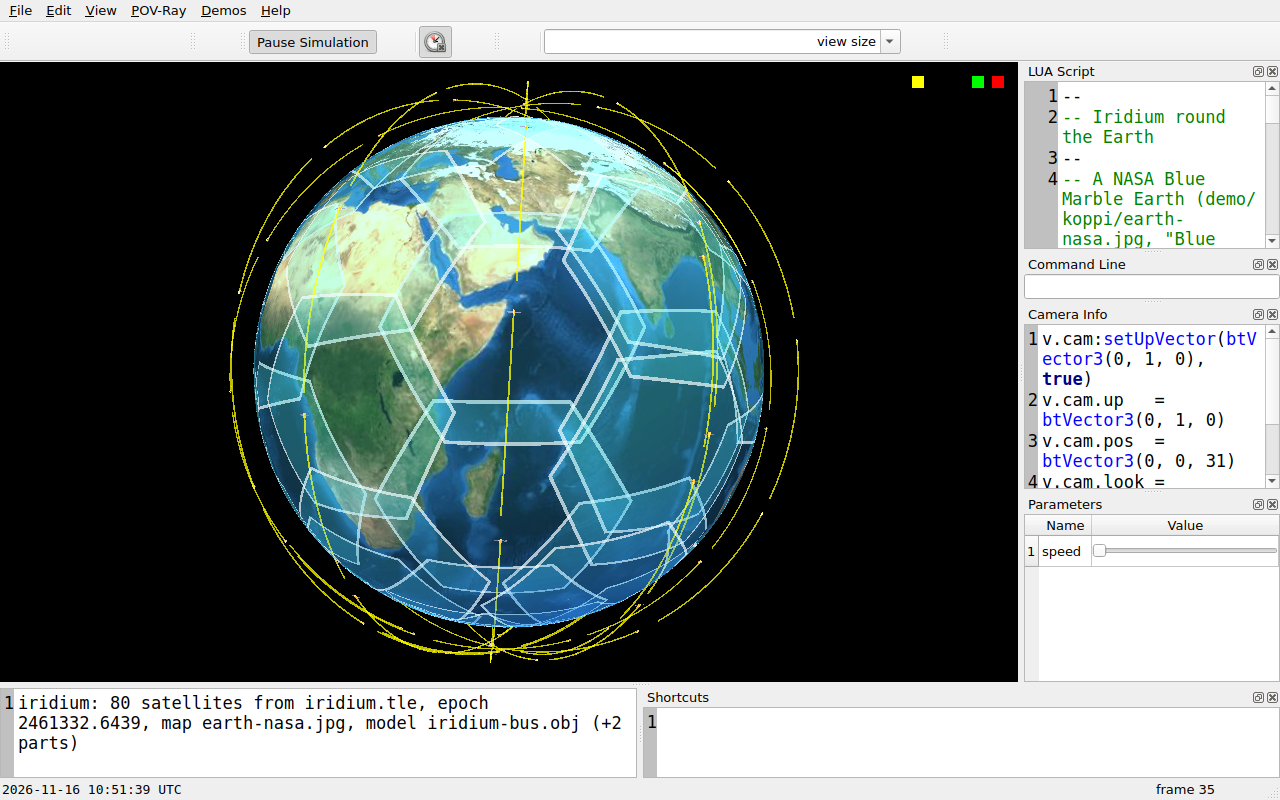 File Edit View POV-Ray Demos Help
Pause Simulation
view size
LUA Script
1 --
2 -- Iridium round
the Earth
3 --
4 -- A NASA Blue
Marble Earth (demo/
koppi/earth-
nasa.jpg, "Blue
Command Line
Camera Info
1 v.cam:setUpVector(btV
ector3(0, 1, 0),
true)
2 v.cam.up   =
btVector3(0, 1, 0)
3 v.cam.pos  =
btVector3(0, 0, 31)
4 v.cam.look =
Parameters
Name Value
1 speed
1 iridium: 80 satellites from iridium.tle, epoch
2461332.6439, map earth-nasa.jpg, model iridium-bus.obj (+2
parts)
Shortcuts
1
2026-11-16 10:51:39 UTC
frame 35